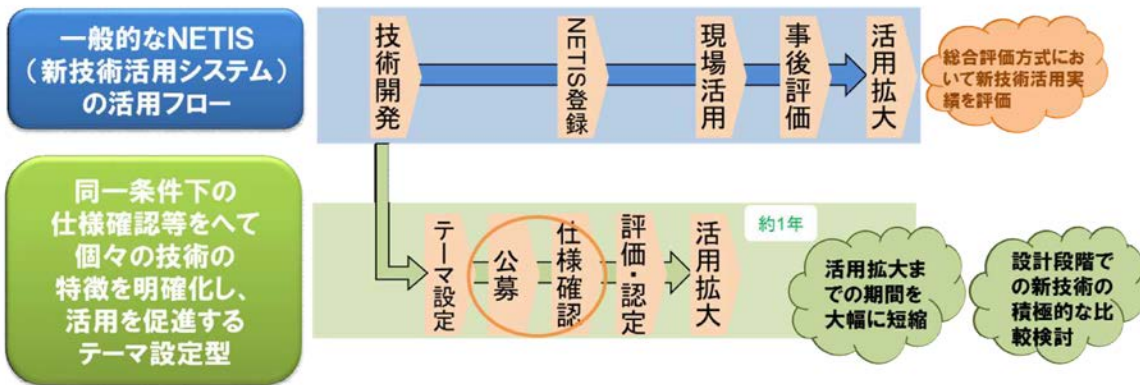 一般的なNETIS
（新技術活用システム）
の活用フロー
技術開発
NETIS登録
現場活用
事後評価
活用拡大
総合評価方式にお
いて新技術活用実
績を評価
同一条件下の
仕様確認等をへて
個々の技術の
特徴を明確化し、
活用を促進する
テーマ設定型
テーマ設定
公募
仕様確認
評価・認定
活用拡大
約1年
活用拡大ま
での期間を
大幅に短縮
設計段階で
の新技術の
積極的な比
較検討